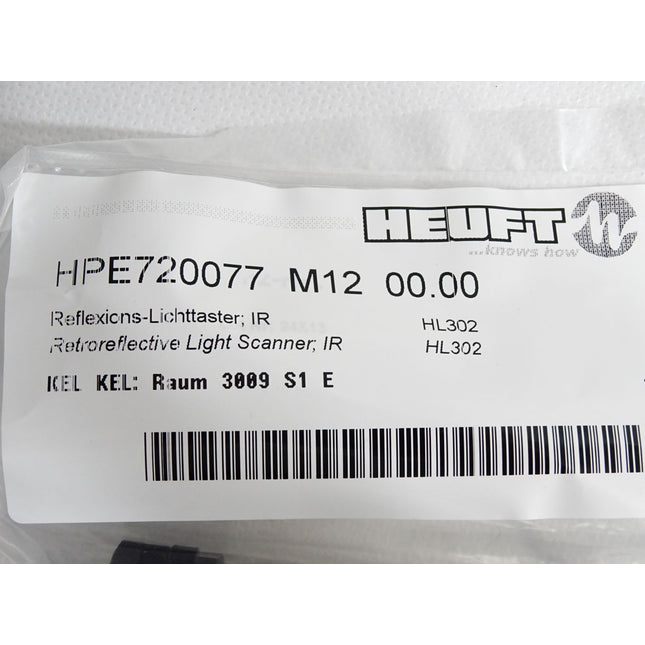 HEUFT
...knows how
HPE720077 M12 00.00
Reflexions-Lichttaster; IR HL302
Retroreflective Light Scanner; IR HL302
KEL KEL: Raum 3009 S1 E